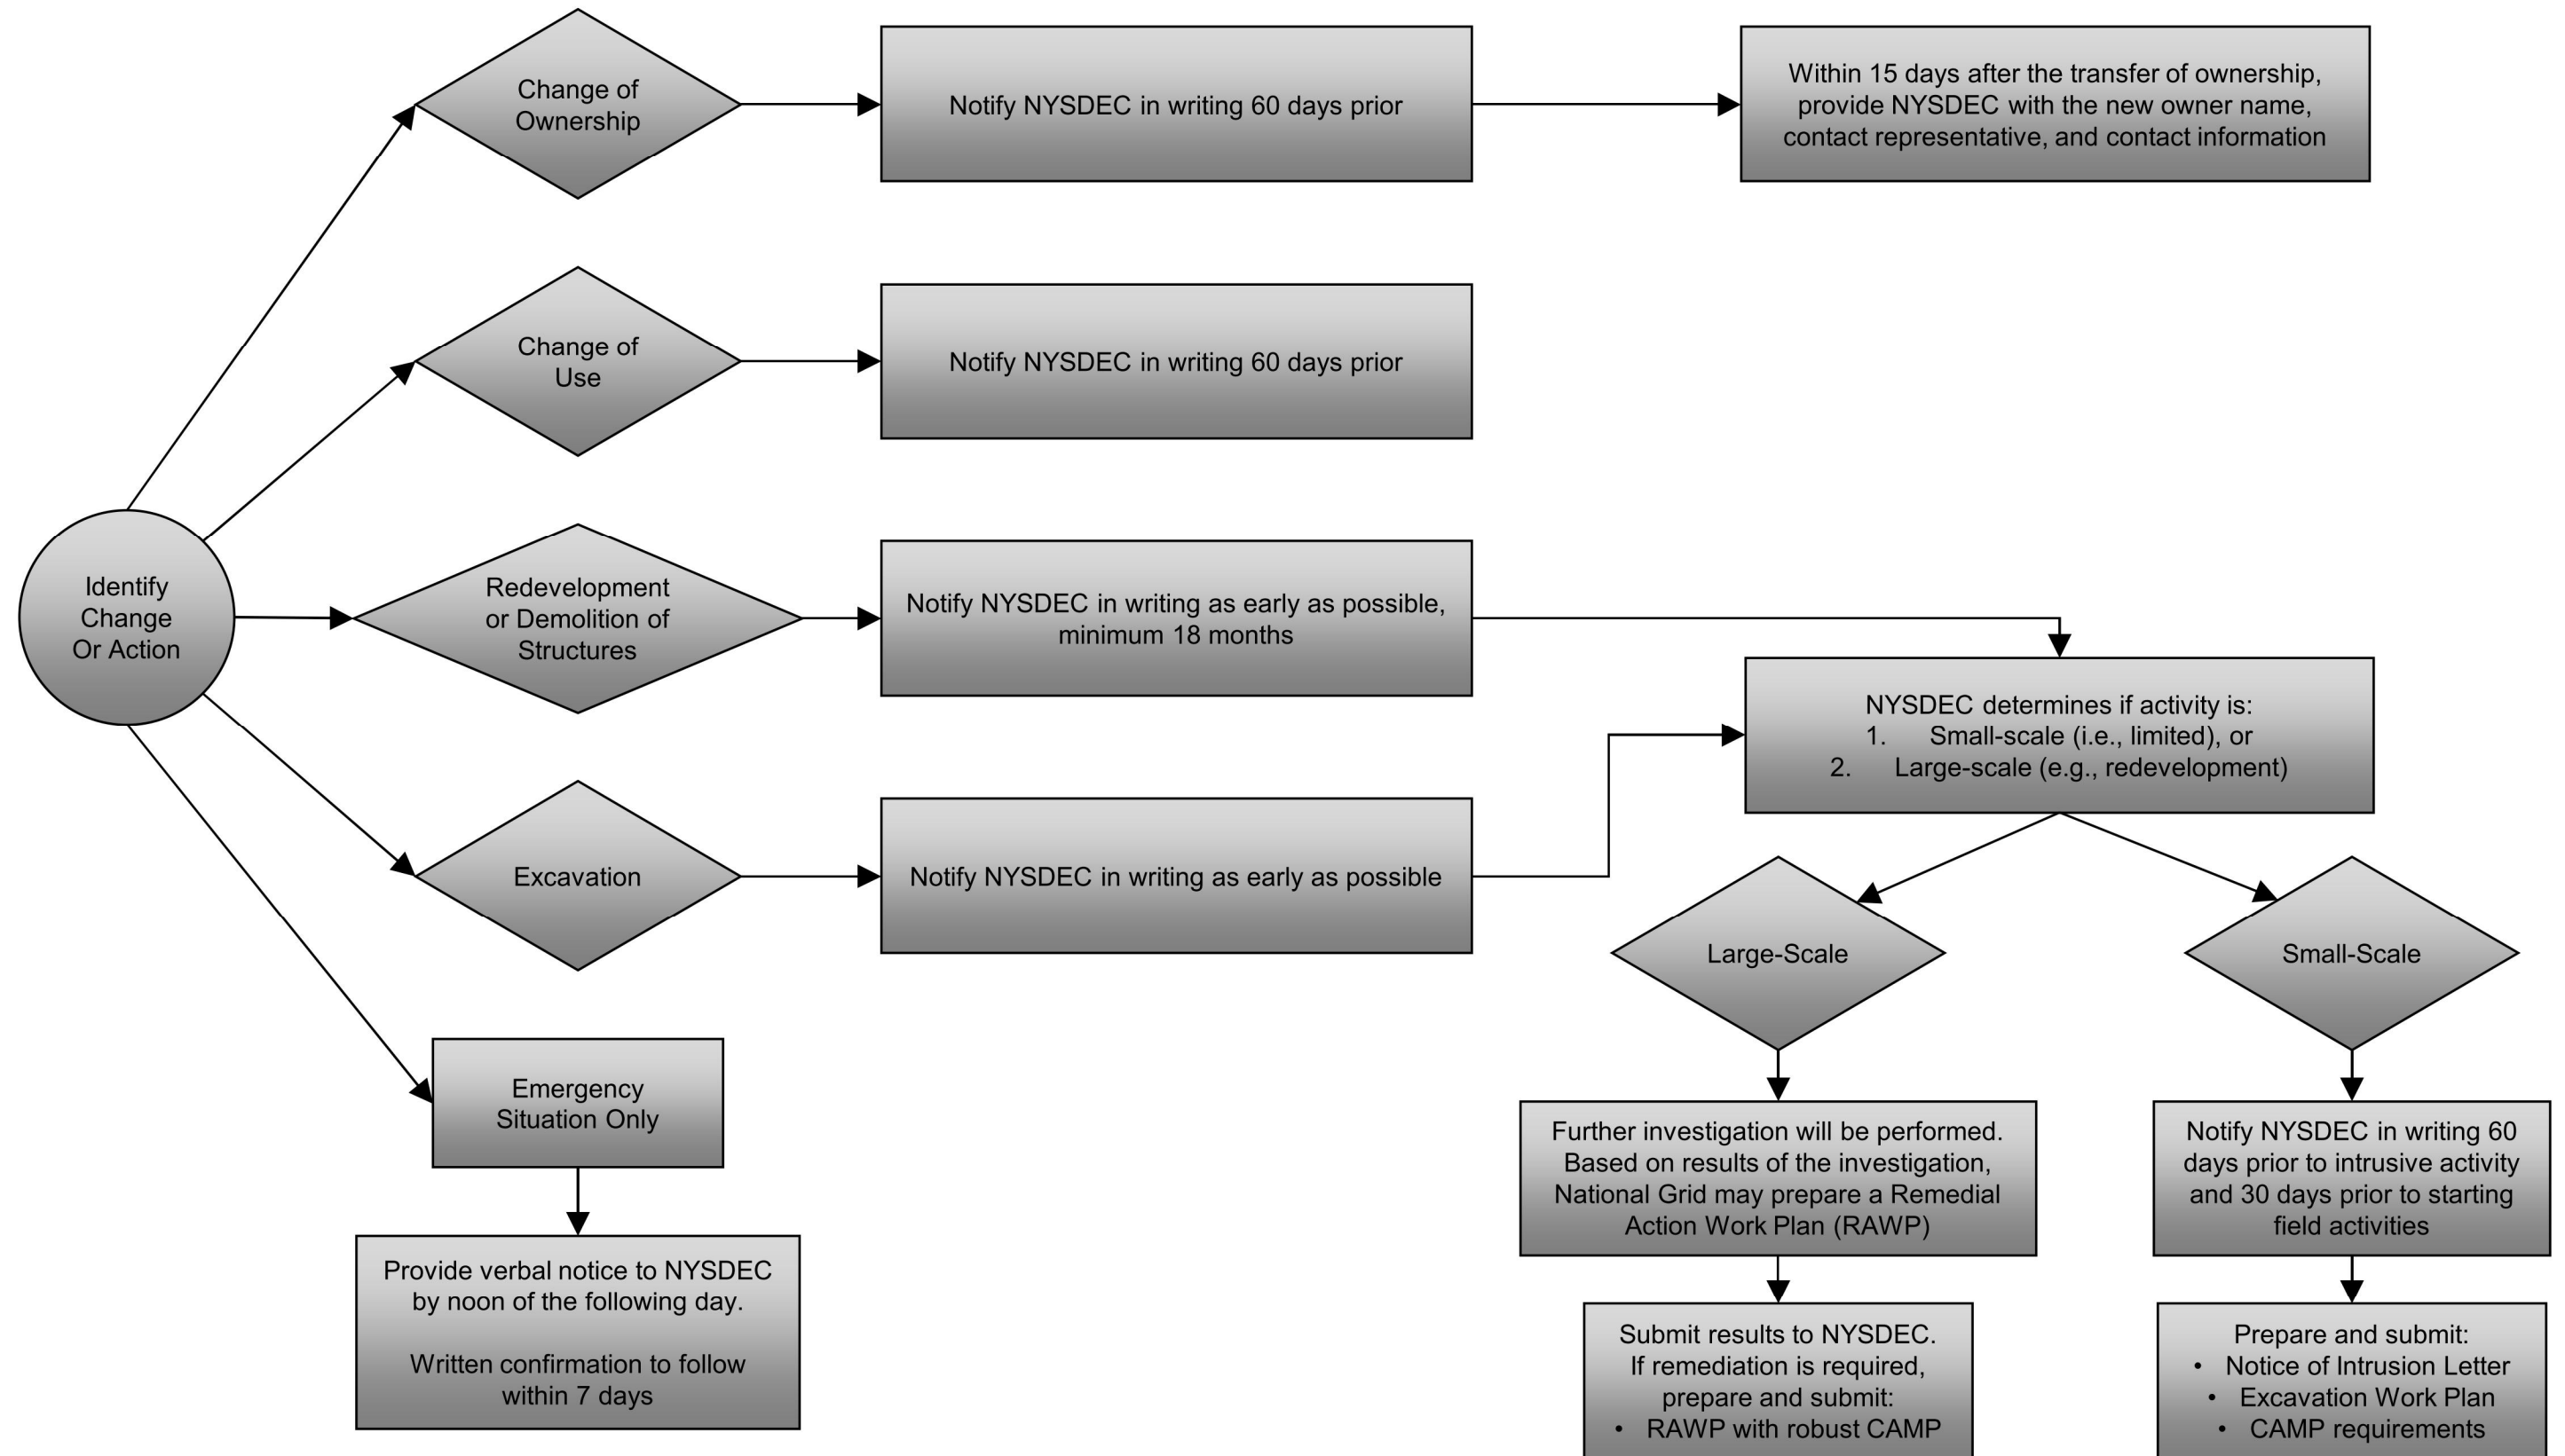 Change of
Ownership
Notify NYSDEC in writing 60 days prior
Within 15 days after the transfer of ownership,
provide NYSDEC with the new owner name,
contact representative, and contact information
Change of
Use
Notify NYSDEC in writing 60 days prior
Identify
Change
Or Action
Redevelopment
or Demolition of
Structures
Notify NYSDEC in writing as early as possible,
minimum 18 months
NYSDEC determines if activity is:
1. Small-scale (i.e., limited), or
2. Large-scale (e.g., redevelopment)
Excavation
Notify NYSDEC in writing as early as possible
Large-Scale
Small-Scale
Emergency
Situation Only
Provide verbal notice to NYSDEC
by noon of the following day.
Written confirmation to follow
within 7 days
Further investigation will be performed.
Based on results of the investigation,
National Grid may prepare a Remedial
Action Work Plan (RAWP)
Submit results to NYSDEC.
If remediation is required,
prepare and submit:
• RAWP with robust CAMP
Notify NYSDEC in writing 60
days prior to intrusive activity
and 30 days prior to starting
field activities
Prepare and submit:
• Notice of Intrusion Letter
• Excavation Work Plan
• CAMP requirements